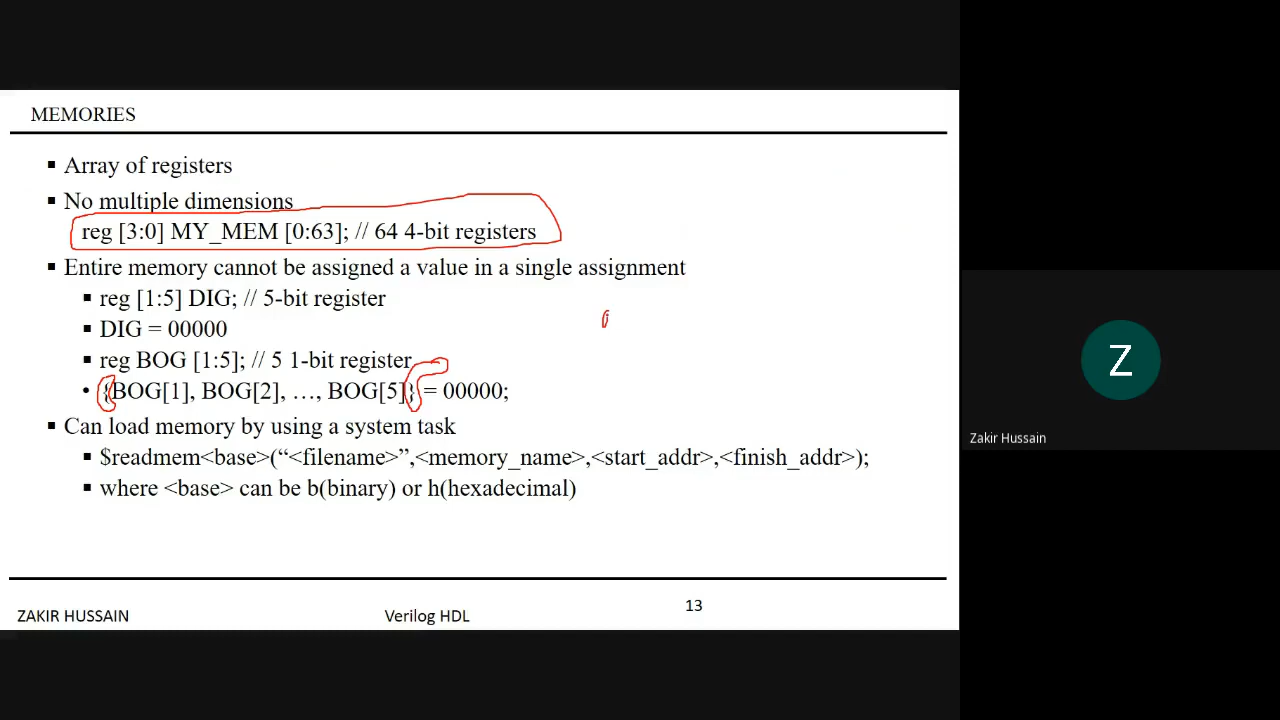 MEMORIES
▪ Array of registers
▪ No multiple dimensions
reg [3:0] MY_MEM [0:63]; // 64 4-bit registers
▪ Entire memory cannot be assigned a value in a single assignment
▪ reg [1:5] DIG; // 5-bit register
▪ DIG = 00000
▪ reg BOG [1:5]; // 5 1-bit register
• {BOG[1], BOG[2], …, BOG[5]} = 00000;
▪ Can load memory by using a system task
▪ $readmem<base>(“<filename>”,<memory_name>,<start_addr>,<finish_addr>);
▪ where <base> can be b(binary) or h(hexadecimal)
ZAKIR HUSSAIN Verilog HDL 13
Z
Zakir Hussain